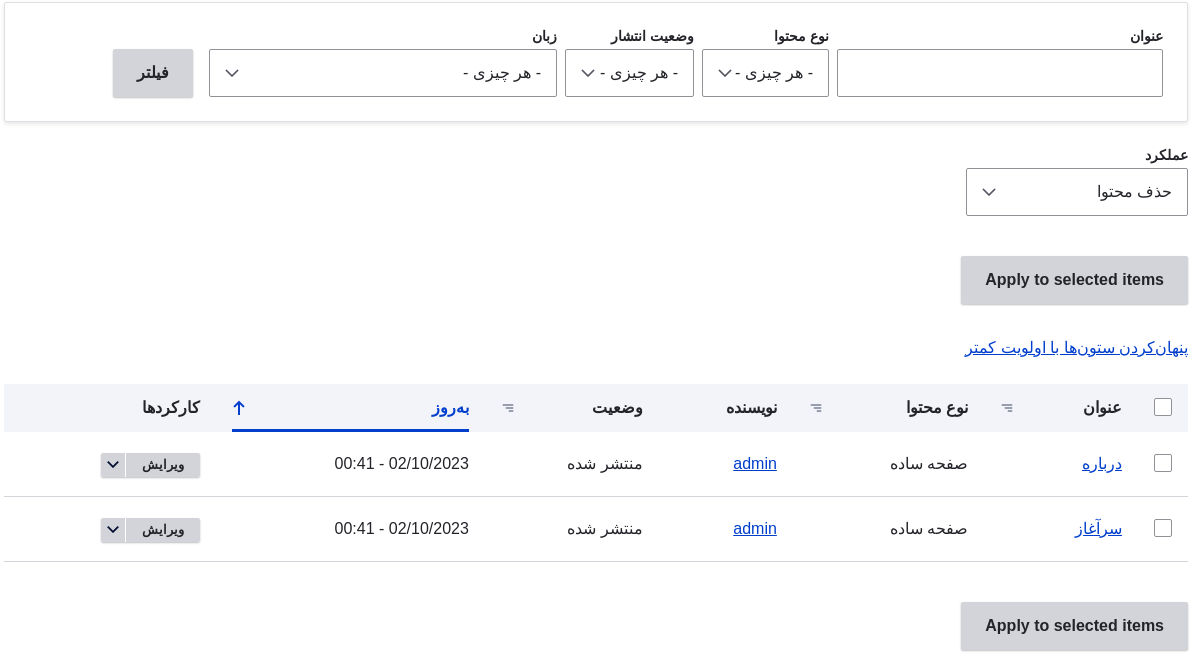 عنوان نوع محتوا وضعیت انتشار زبان
- هر چیزی - - هر چیزی - - هر چیزی - فیلتر
عملکرد
حذف محتوا
Apply to selected items
پنهان‌کردن ستون‌ها با اولویت کمتر
عنوان نوع محتوا نویسنده وضعیت به‌روز کارکردها
درباره صفحه ساده admin منتشر شده 02/10/2023 - 00:41 ویرایش
سرآغاز صفحه ساده admin منتشر شده 02/10/2023 - 00:41 ویرایش
Apply to selected items